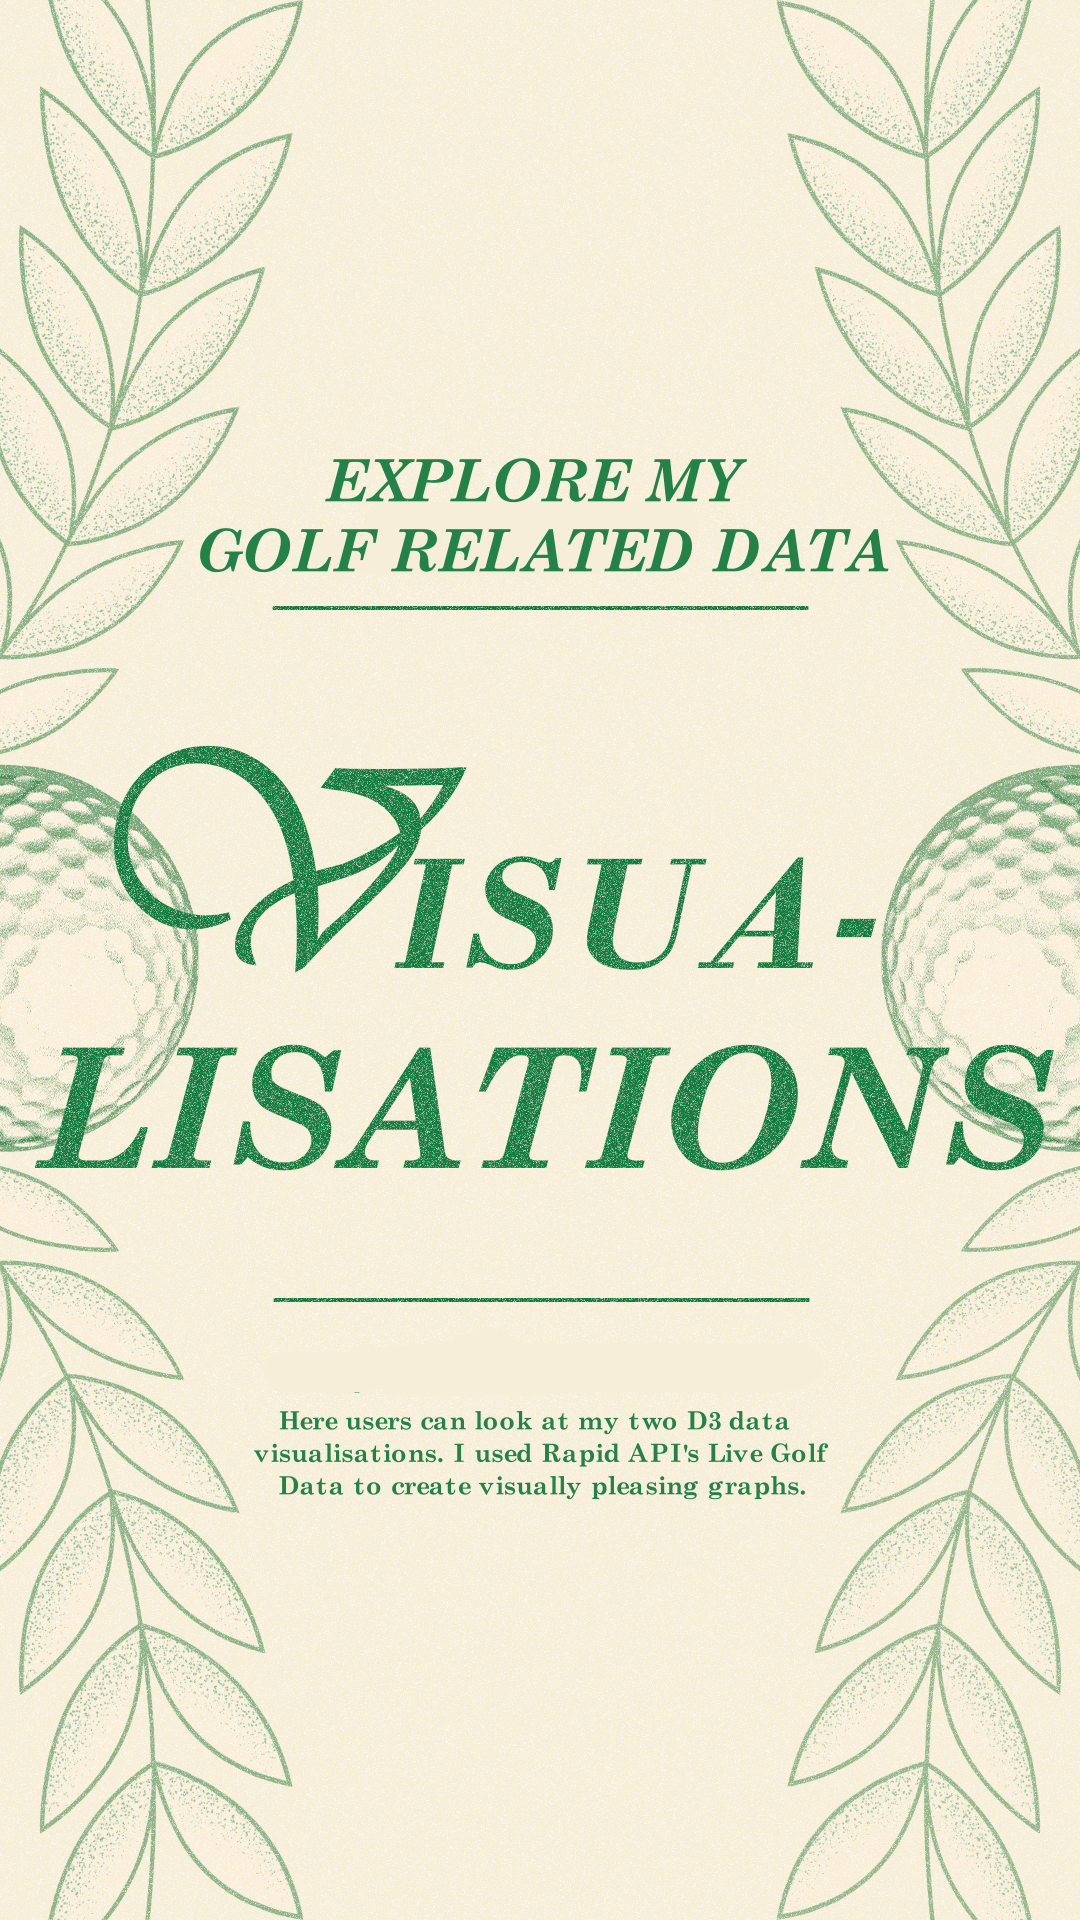 EXPLORE MY
GOLF RELATED DATA
VISUA-
LISATIONS
Here users can look at my two D3 data
visualisations. I used Rapid API's Live Golf
Data to create visually pleasing graphs.